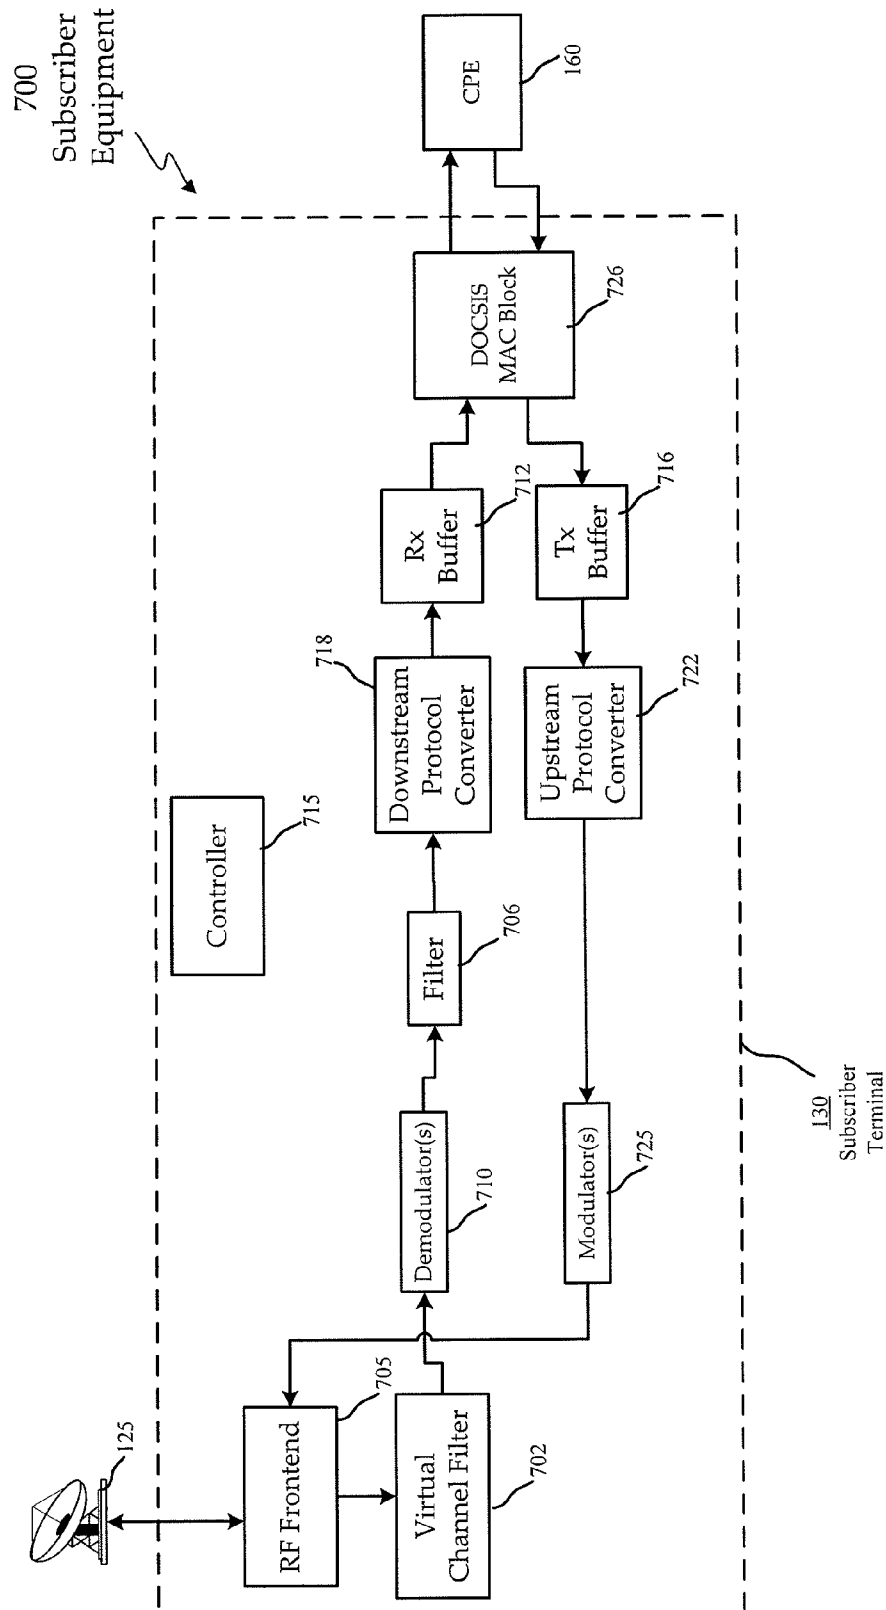 700
Subscriber
Equipment
CPE
160
DOCSIS
MAC Block
726
Rx
Buffer
712
Tx
Buffer
716
Downstream
Protocol
Converter
718
Upstream
Protocol
Converter
722
Controller
715
Filter
706
Demodulator(s)
710
Modulator(s)
725
RF Frontend
705
Virtual
Channel Filter
702
125
130
Subscriber
Terminal